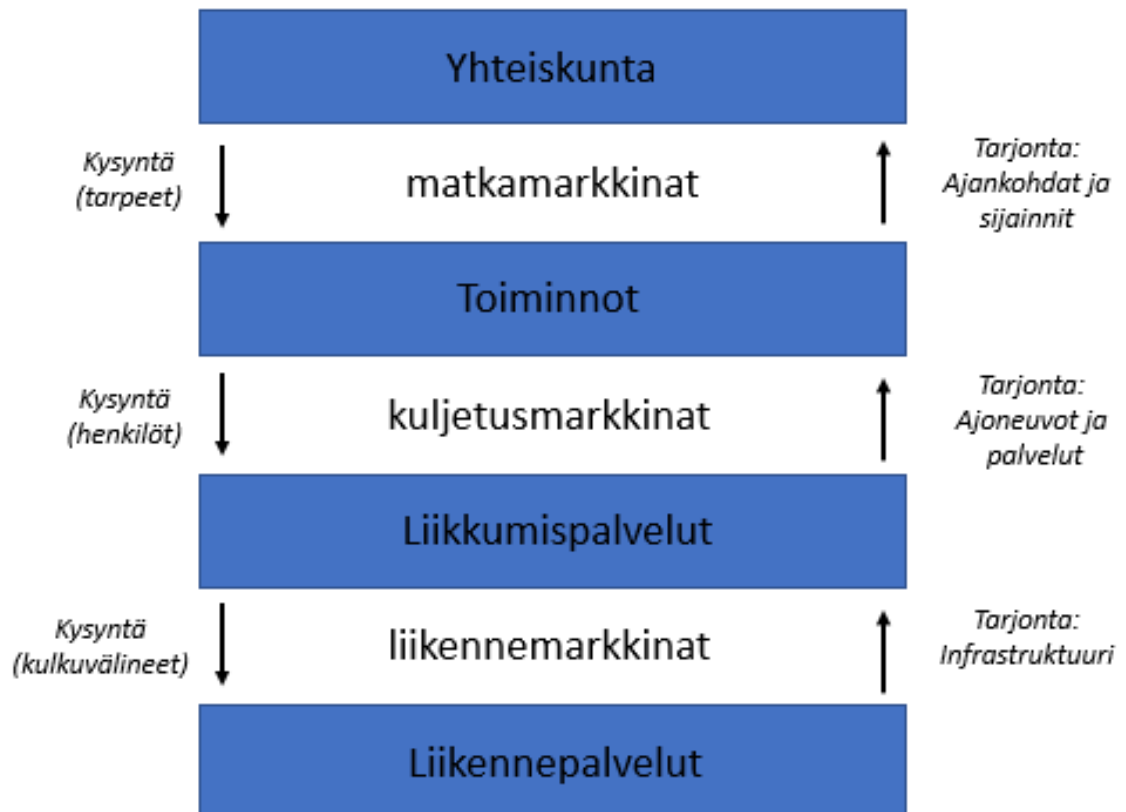 Yhteiskunta
Kysyntä
(tarpeet)
matkamarkkinat
Tarjonta:
Ajankohdat ja
sijainnit
Toiminnot
Kysyntä
(henkilöt)
kuljetusmarkkinat
Tarjonta:
Ajoneuvot ja
palvelut
Liikkumispalvelut
Kysyntä
(kulkuvälineet)
liikennemarkkinat
Tarjonta:
Infrastruktuuri
Liikennepalvelut